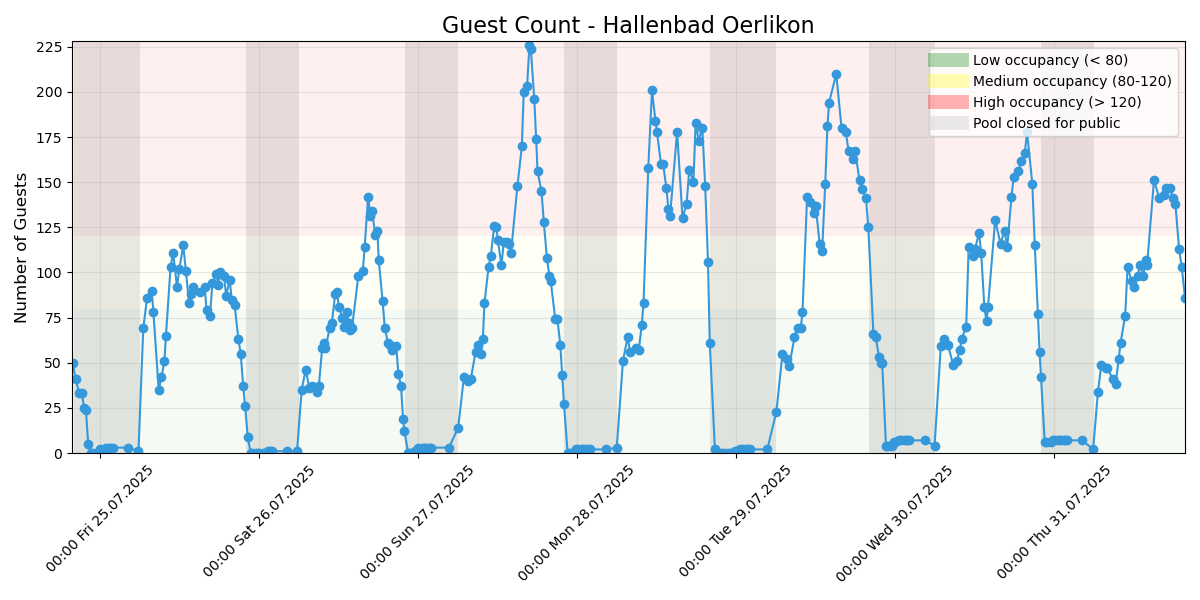 Guest Count - Hallenbad Oerlikon
Number of Guests
225
200
175
150
125
100
75
50
25
0
Low occupancy (< 80)
Medium occupancy (80-120)
High occupancy (> 120)
Pool closed for public
00:00 Fri 25.07.2025
00:00 Sat 26.07.2025
00:00 Sun 27.07.2025
00:00 Mon 28.07.2025
00:00 Tue 29.07.2025
00:00 Wed 30.07.2025
00:00 Thu 31.07.2025